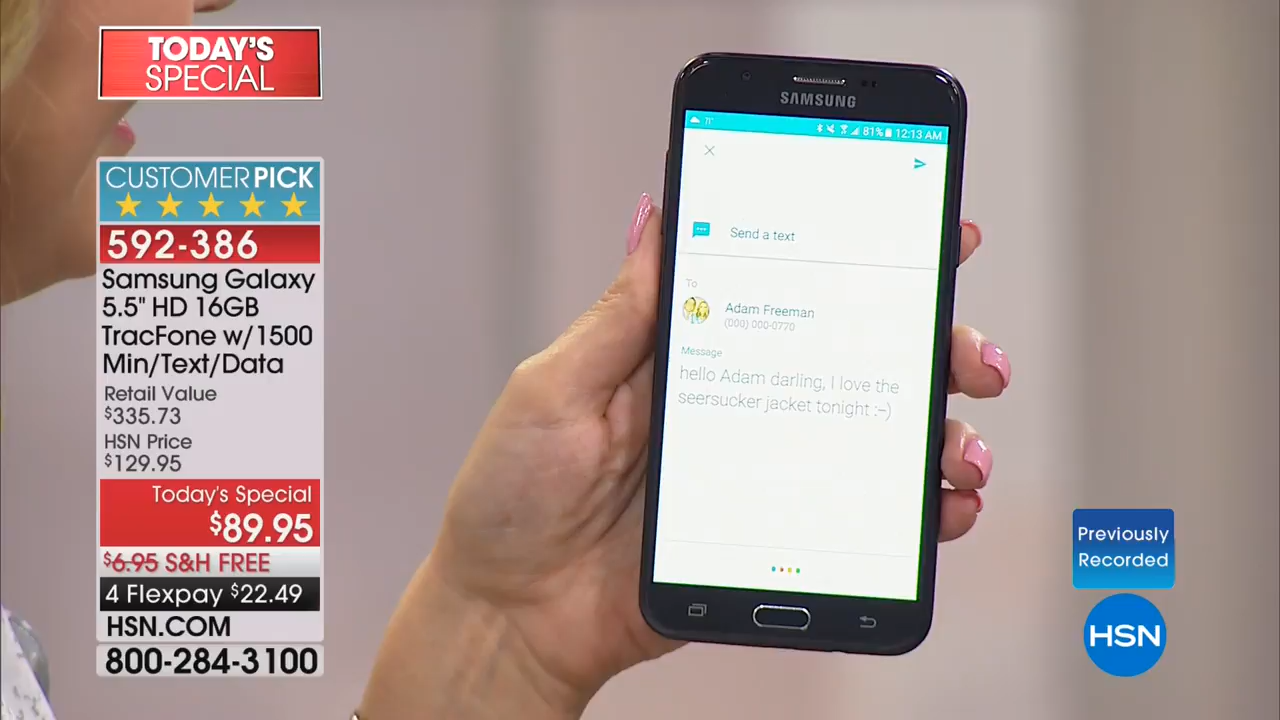 TODAY'S
SPECIAL
CUSTOMER PICK
592-386
Samsung Galaxy
5.5" HD 16GB
TracFone w/1500
Min/Text/Data
Retail Value
$335.73
HSN Price
$129.95
Today's Special
$89.95
$6.95 S&H FREE
4 Flexpay $22.49
HSN.COM
800-284-3100
SAMSUNG
71°
81% 12:13 AM
Send a text
To
Adam Freeman
(000) 000-0770
Message
hello Adam darling, I love the
seersucker jacket tonight :-)
Previously
Recorded
HSN